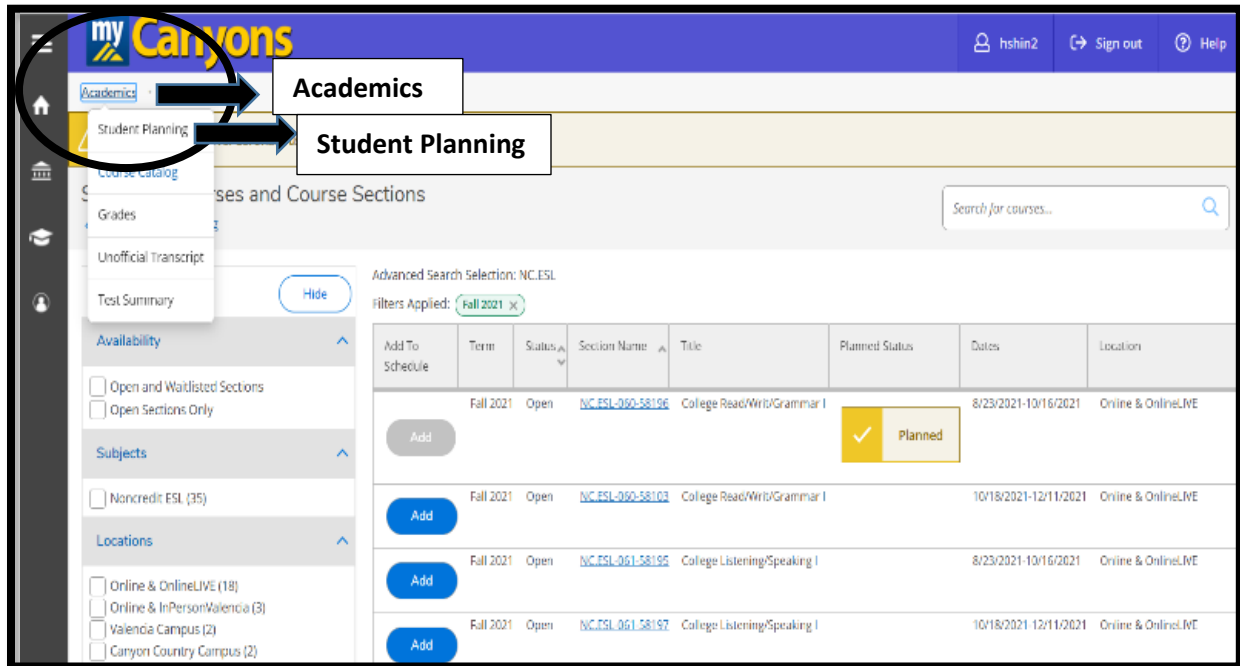 my Canyons
hshin2
Sign out
Help
Academics
Academics
Student Planning
Student Planning
Course Catalog
Grades
Unofficial Transcript
Test Summary
ses and Course Sections
Search for courses...
Hide
Advanced Search Selection: NC.ESL
Filters Applied: Fall 2021 ×
Availability
Open and Waitlisted Sections
Open Sections Only
Subjects
Noncredit ESL (35)
Locations
Online & OnlineLIVE (18)
Online & InPersonValencia (3)
Valencia Campus (2)
Canyon Country Campus (2)
Add To Schedule Term Status Section Name Title Planned Status Dates Location
Add Fall 2021 Open NC.ESL-060-58196 College Read/Writ/Grammar I Planned 8/23/2021-10/16/2021 Online & OnlineLIVE
Add Fall 2021 Open NC.ESL-060-58103 College Read/Writ/Grammar I 10/18/2021-12/11/2021 Online & OnlineLIVE
Add Fall 2021 Open NC.ESL-061-58195 College Listening/Speaking I 8/23/2021-10/16/2021 Online & OnlineLIVE
Add Fall 2021 Open NC.ESL-061-58197 College Listening/Speaking I 10/18/2021-12/11/2021 Online & OnlineLIVE